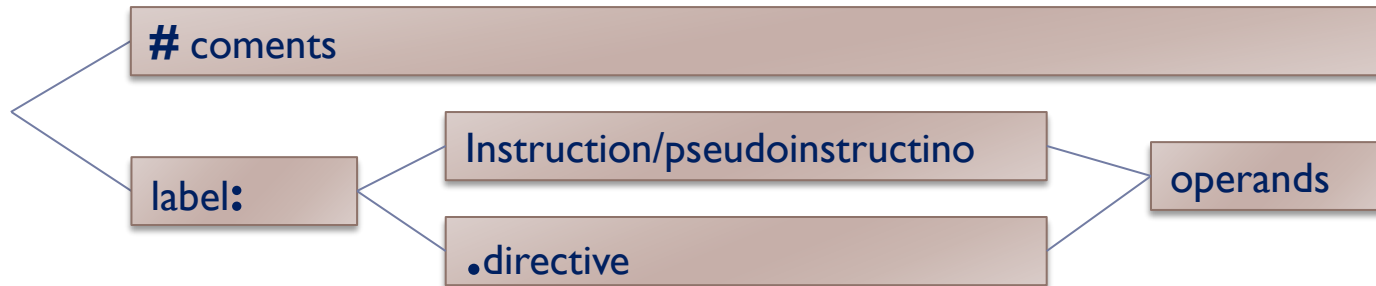 # coments
Instruction/pseudoinstructino
label:
operands
.directive